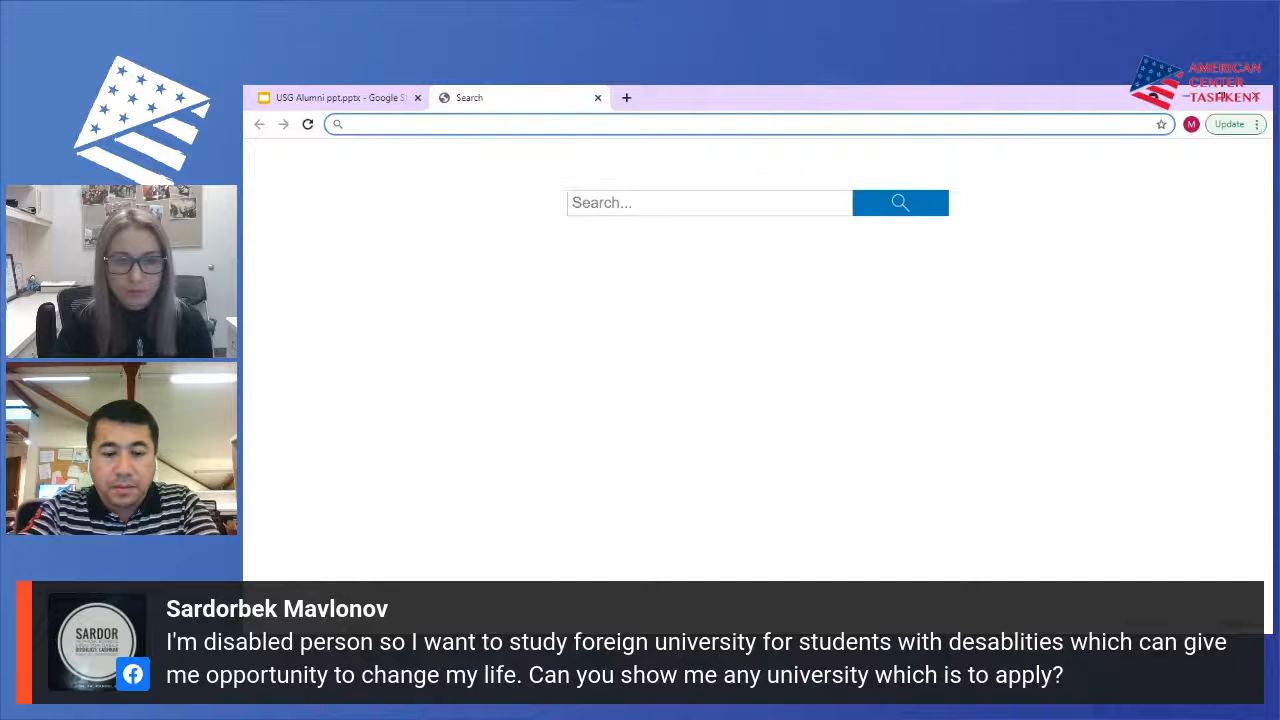 AMERICAN
CENTER
TASHKENT
USG Alumni ppt.pptx - Google S
Search
M
Update
Search...
SARDOR
Sardorbek Mavlonov
I'm disabled person so I want to study foreign university for students with desablities which can give
me opportunity to change my life. Can you show me any university which is to apply?